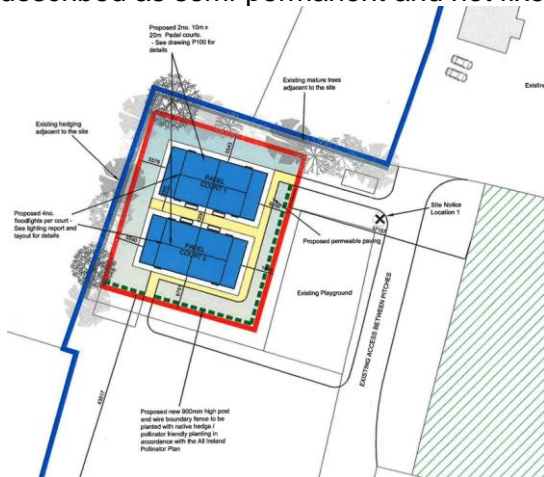 described as semi permanent and not fixe
Proposed 2no. 10m x
20m Padel courts.
- See drawing P100 for
details
Existing mature trees
adjacent to the site
Existing
Existing hedging
adjacent to the site
PADEL
COURT 1
Proposed 4no.
floodlights per court -
See lighting report and
layout for details
PADEL
COURT 2
Site Notice
Location 1
Proposed permeable paving
Existing Playground
EXISTING ACCESS BETWEEN PITCHES
43617
Proposed new 900mm high post
and wire boundary fence to be
planted with native hedge /
pollinator friendly planting in
accordance with the All Ireland
Pollinator Plan